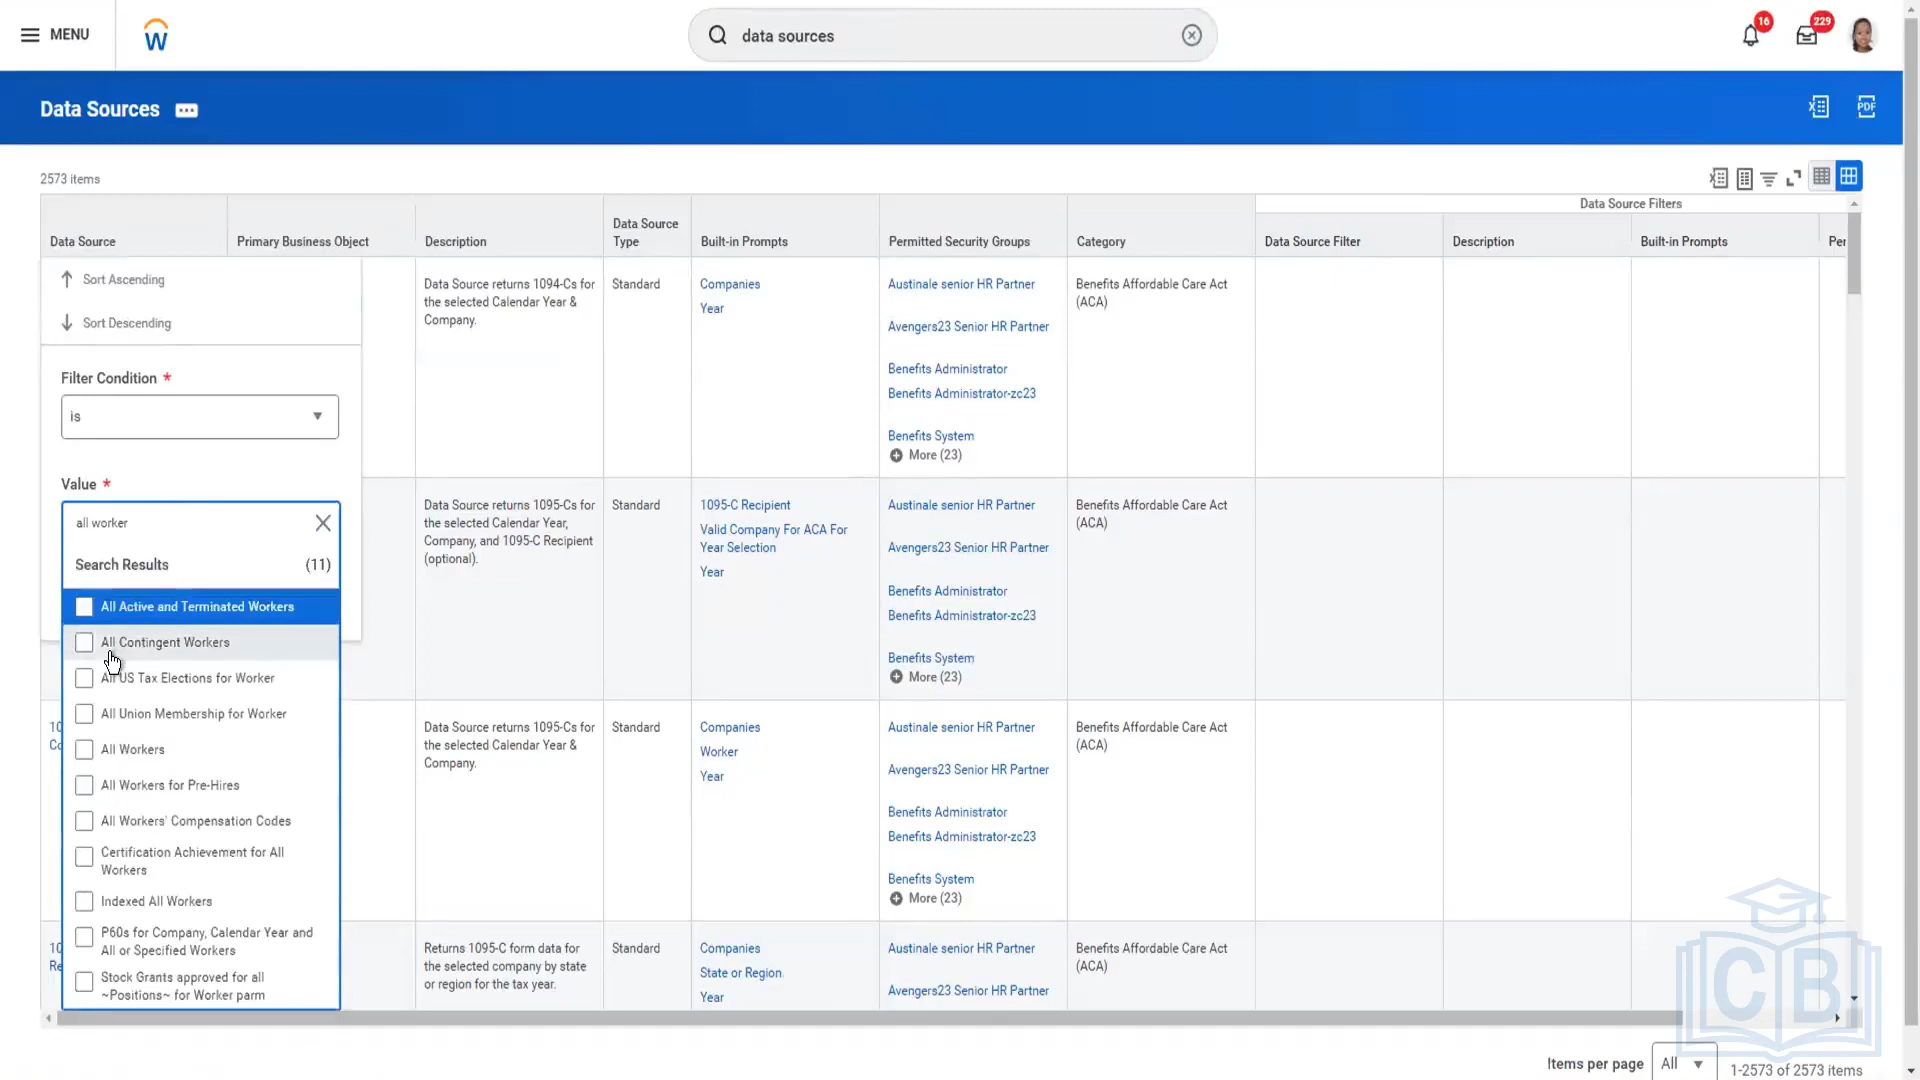 MENU
W
data sources
16
229
Data Sources
PDF
2573 items
Data Source Filters
Data Source
Primary Business Object
Description
Data Source Type
Built-in Prompts
Permitted Security Groups
Category
Data Source Filter
Description
Built-in Prompts
Per
Sort Ascending
Sort Descending
Filter Condition *
is
Value *
all worker
Search Results (11)
All Active and Terminated Workers
All Contingent Workers
All US Tax Elections for Worker
All Union Membership for Worker
All Workers
All Workers for Pre-Hires
All Workers' Compensation Codes
Certification Achievement for All
Workers
Indexed All Workers
P60s for Company, Calendar Year and
All or Specified Workers
Stock Grants approved for all
~Positions~ for Worker parm
Data Source returns 1094-Cs for
the selected Calendar Year &
Company.
Standard
Companies
Year
Austinale senior HR Partner
Avengers23 Senior HR Partner
Benefits Administrator
Benefits Administrator-zc23
Benefits System
More (23)
Benefits Affordable Care Act
(ACA)
Data Source returns 1095-Cs for
the selected Calendar Year,
Company, and 1095-C Recipient
(optional).
Standard
1095-C Recipient
Valid Company For ACA For
Year Selection
Year
Austinale senior HR Partner
Avengers23 Senior HR Partner
Benefits Administrator
Benefits Administrator-zc23
Benefits System
More (23)
Benefits Affordable Care Act
(ACA)
10
Co
Data Source returns 1095-Cs for
the selected Calendar Year &
Company.
Standard
Companies
Worker
Year
Austinale senior HR Partner
Avengers23 Senior HR Partner
Benefits Administrator
Benefits Administrator-zc23
Benefits System
More (23)
Benefits Affordable Care Act
(ACA)
10
Re
Returns 1095-C form data for
the selected company by state
or region for the tax year.
Standard
Companies
State or Region
Year
Austinale senior HR Partner
Avengers23 Senior HR Partner
Benefits Affordable Care Act
(ACA)
CB
Items per page All
1-2573 of 2573 items